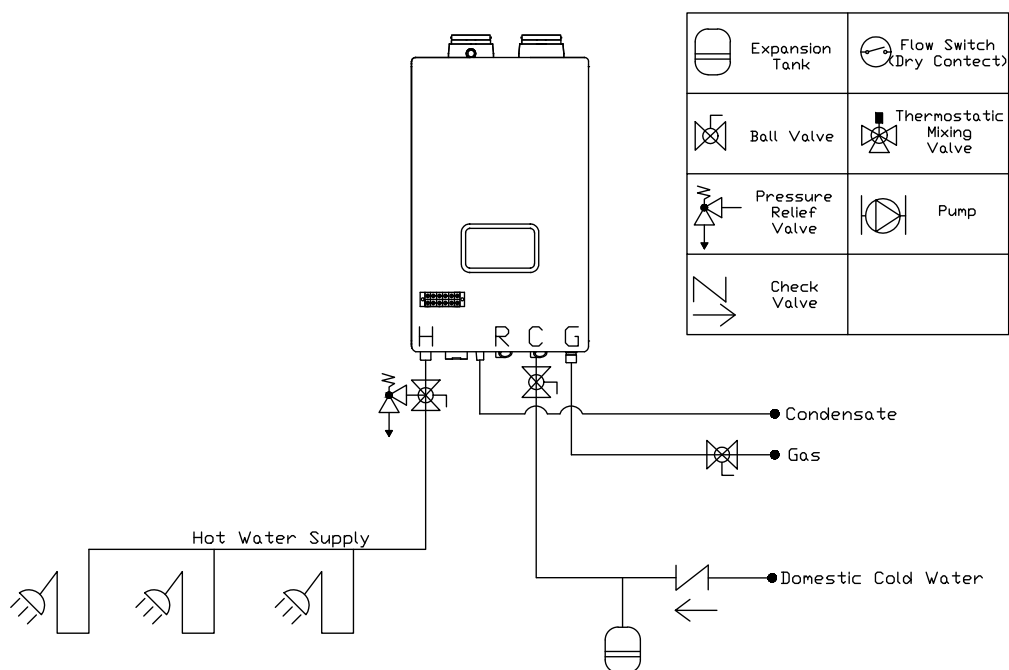 Expansion
Tank
Flow Switch
(Dry Contect)
Ball Valve
Thermostatic
Mixing
Valve
Pressure
Relief
Valve
Pump
Check
Valve
H R C G
Condensate
Gas
Hot Water Supply
Domestic Cold Water